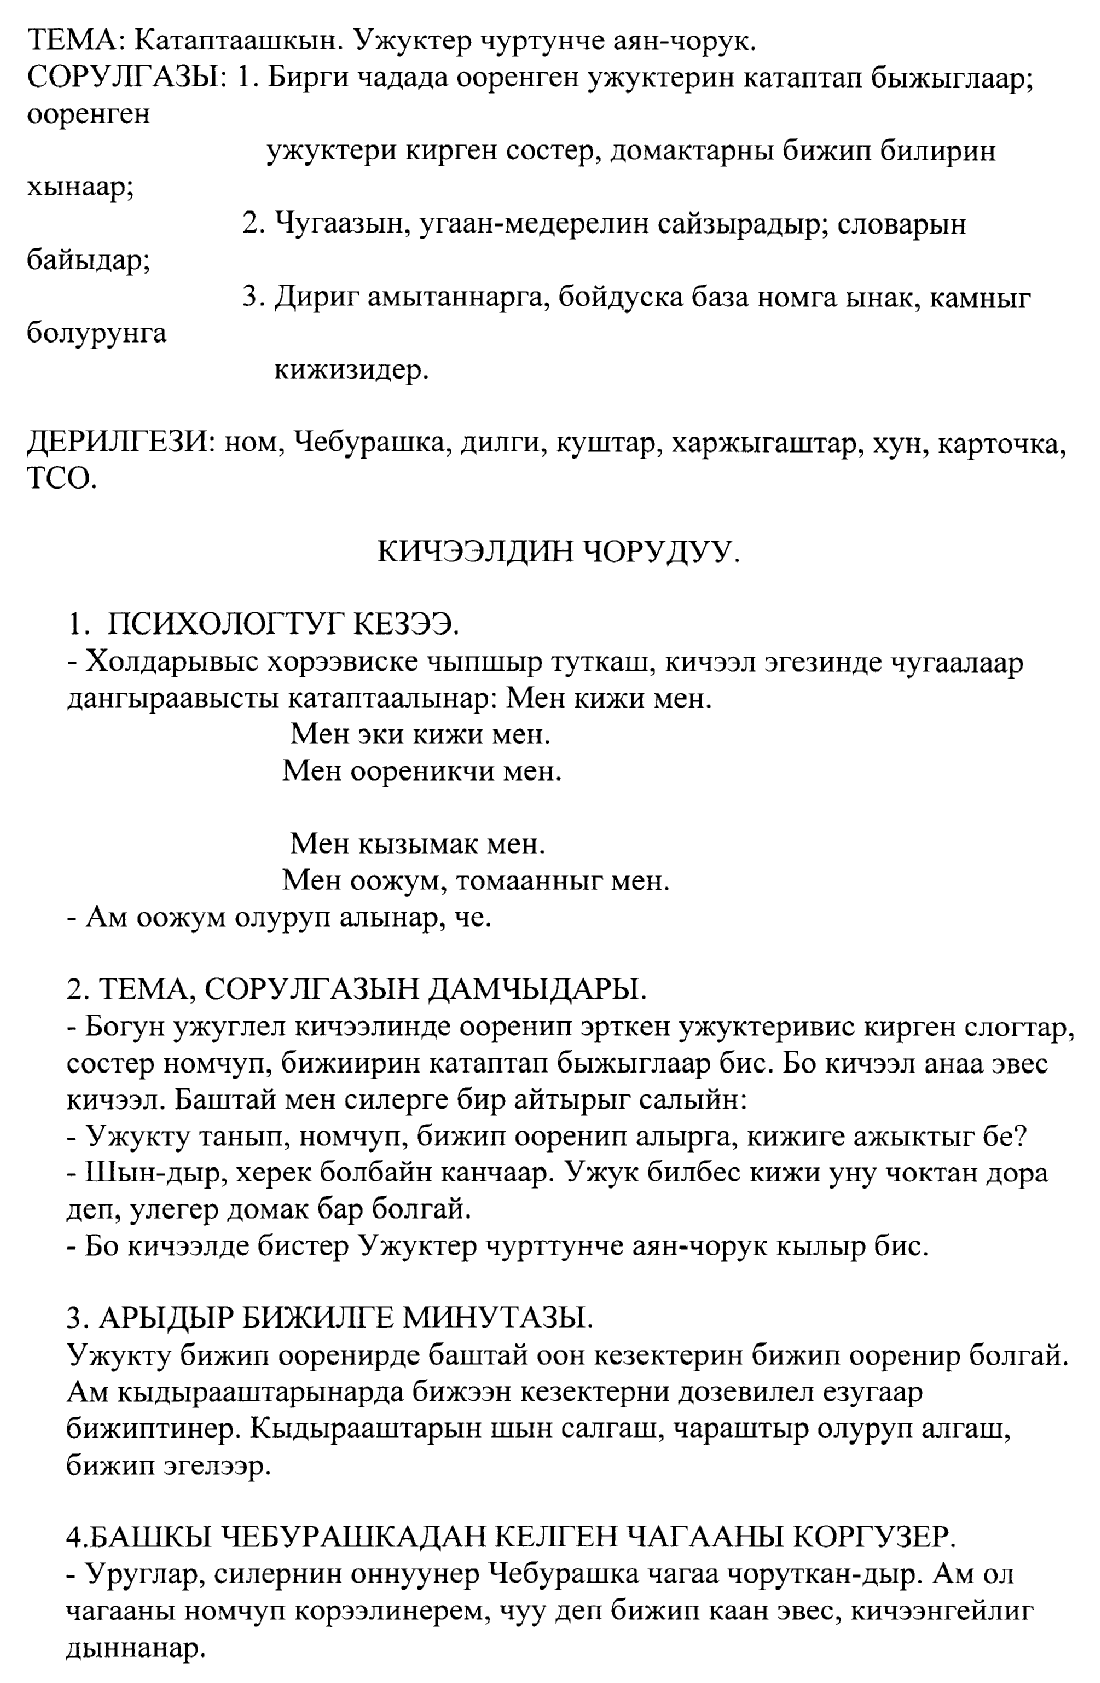 ТЕМА: Катаптаашкын. Ужуктер чуртунче аян-чорук.
СОРУЛГАЗЫ: 1. Бирги чадада ооренген ужуктерин катаптап быжыглаар;
ооренген
ужуктери кирген состер, домактарны бижип билирин
хынаар;
2. Чугаазын, угаан-медерелин сайзырадыр; словарын
байыдар;
3. Дириг амытаннарга, бойдуска база номга ынак, камныг
болурунга
кижизидер.
ДЕРИЛГЕЗИ: ном, Чебурашка, дилги, куштар, харжыгаштар, хун, карточка,
ТСО.
КИЧЭЭЛДИН ЧОРУДУУ.
1. ПСИХОЛОГТУГ КЕЗЭЭ.
- Холдарывыс хорээвиске чыпшыр туткаш, кичээл эгезинде чугаалаар
дангыраавысты катаптаалынар: Мен кижи мен.
Мен эки кижи мен.
Мен оореникчи мен.
Мен кызымак мен.
Мен оожум, томаанныг мен.
- Ам оожум олуруп алынар, че.
2. ТЕМА, СОРУЛГАЗЫН ДАМЧЫДАРЫ.
- Богун ужуглел кичээлинде ооренип эрткен ужуктеривис кирген слогтар,
состер номчуп, бижиирин катаптап быжыглаар бис. Бо кичээл анаа эвес
кичээл. Баштай мен силерге бир айтырыг салыйн:
- Ужукту танып, номчуп, бижип ооренип алырга, кижиге ажыктыг бе?
- Шын-дыр, херек болбайн канчаар. Ужук билбес кижи уну чоктан дора
деп, улегер домак бар болгай.
- Бо кичээлде бистер Ужуктер чурттунче аян-чорук кылыр бис.
3. АРЫДЫР БИЖИЛГЕ МИНУТАЗЫ.
Ужукту бижип ооренирде баштай оон кезектерин бижип ооренир болгай.
Ам кыдырааштарынарда бижээн кезектерни дозевилел езугаар
бижиптинер. Кыдырааштарын шын салгаш, чараштыр олуруп алгаш,
бижип эгелээр.
4.БАШКЫ ЧЕБУРАШКАДАН КЕЛГЕН ЧАГААНЫ КОРГУЗЕР.
- Уруглар, силернин оннуунер Чебурашка чагаа чоруткан-дыр. Ам ол
чагааны номчуп корээлинерем, чуу деп бижип каан эвес, кичээнгейлиг
дыннанар.